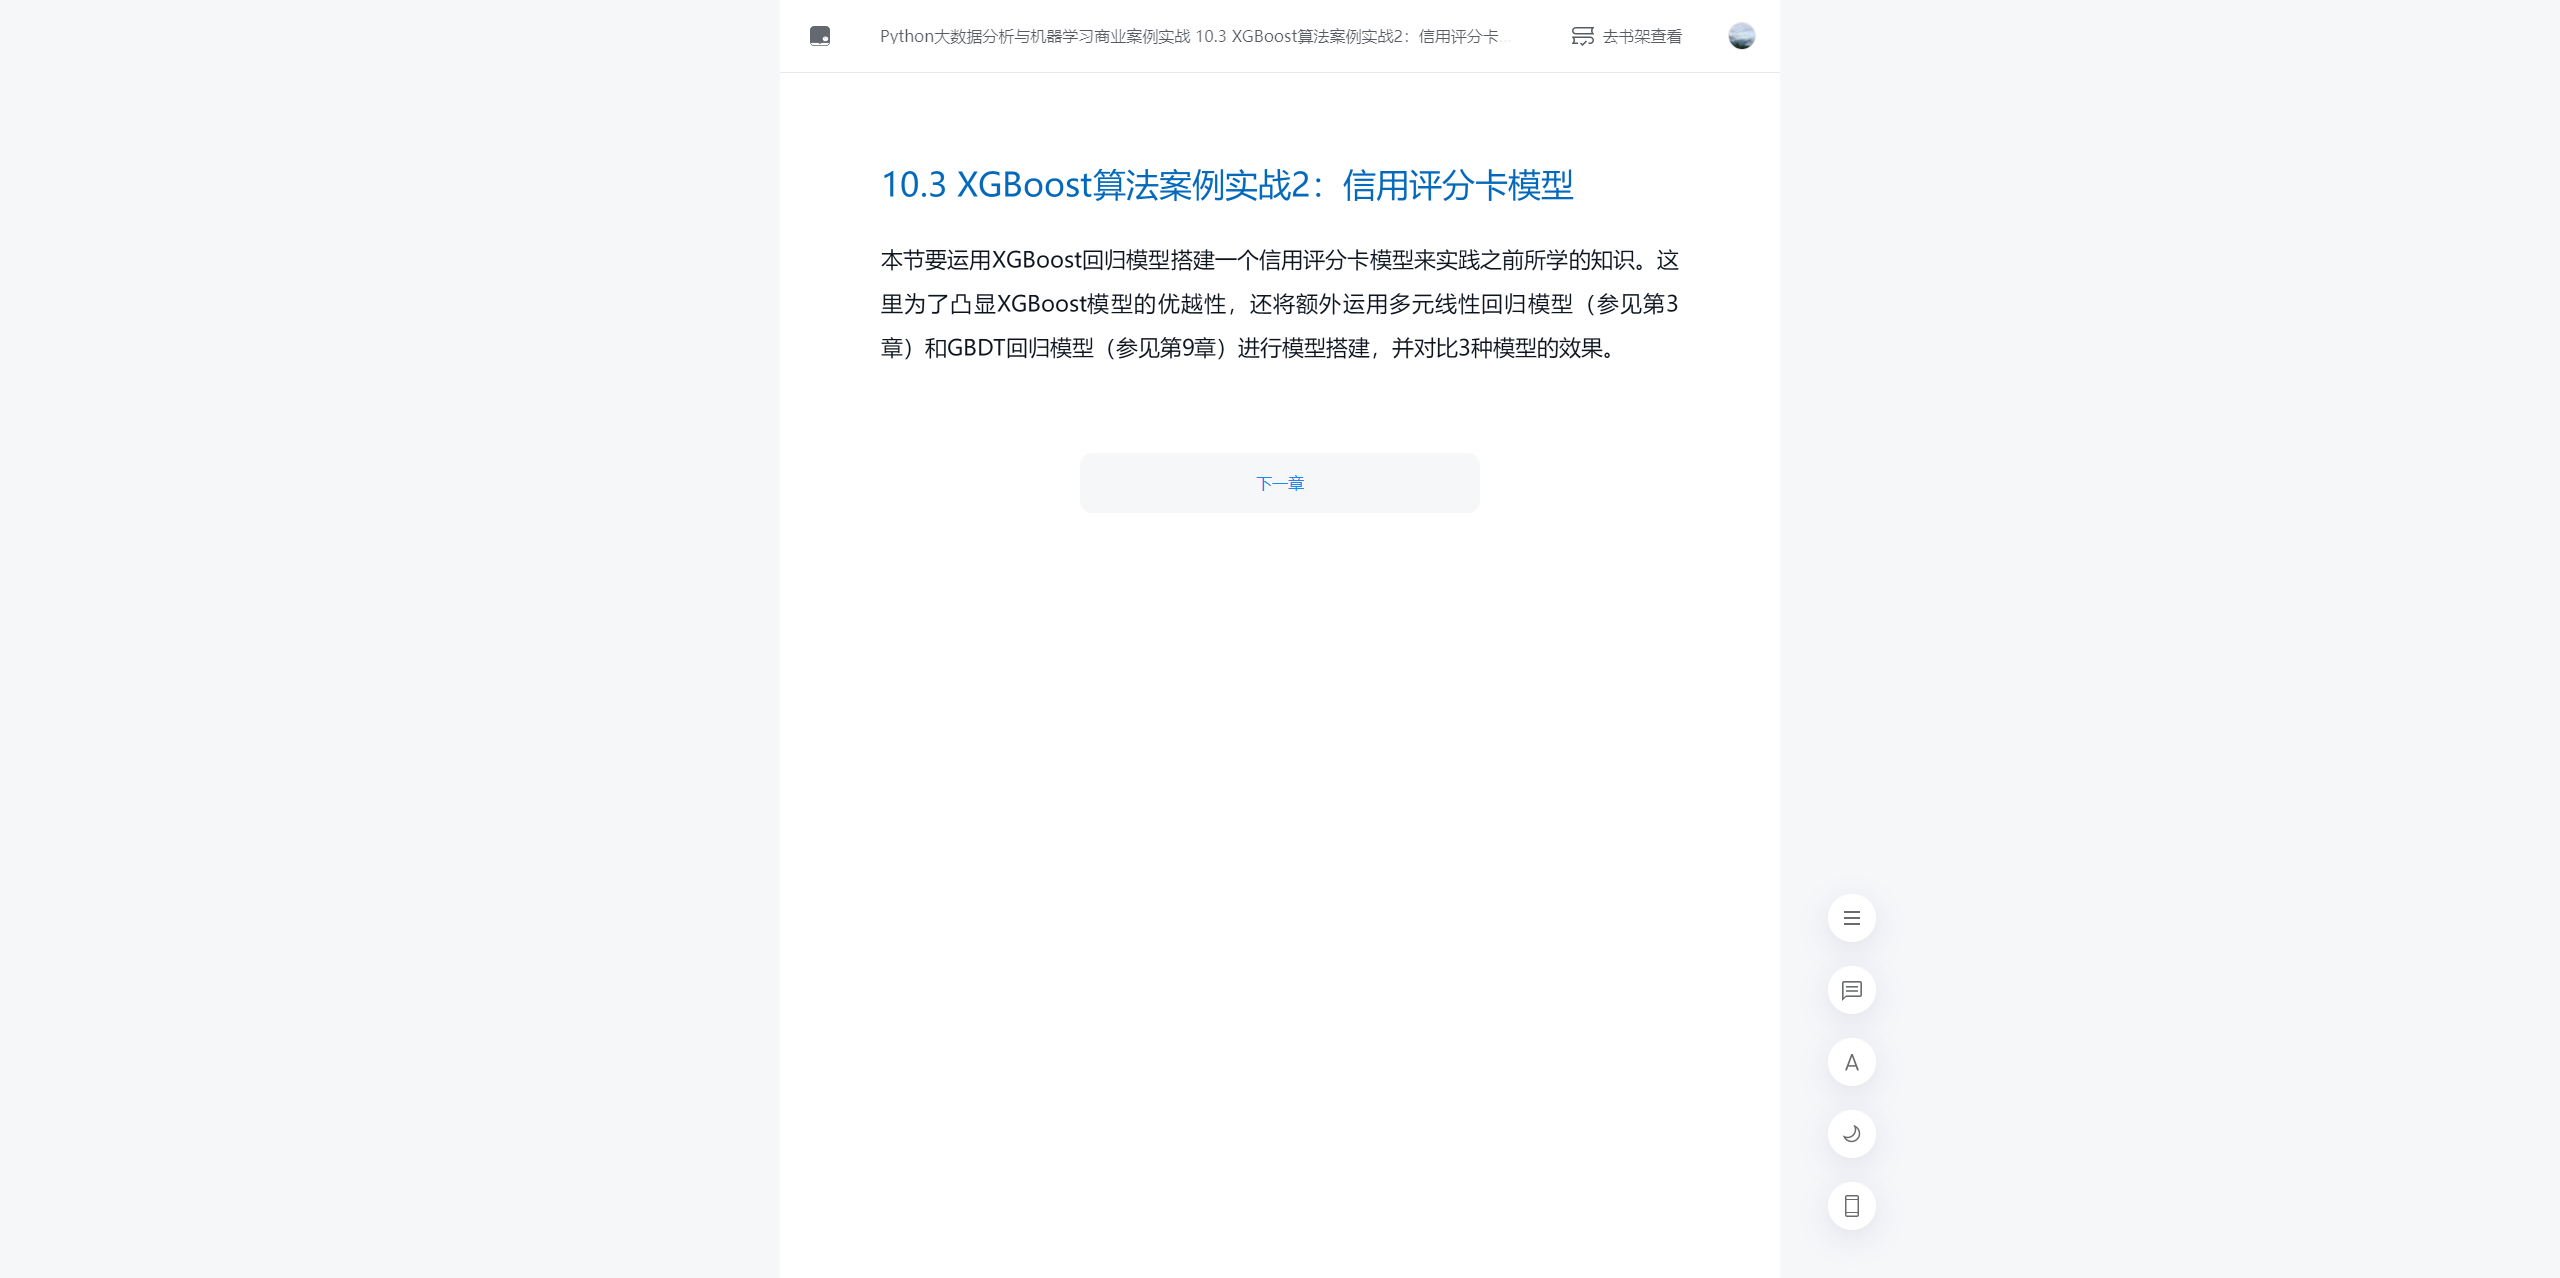 Python大数据分析与机器学习商业案例实战 10.3 XGBoost算法案例实战2：信用评分卡...
去书架查看
10.3 XGBoost算法案例实战2：信用评分卡模型
本节要运用XGBoost回归模型搭建一个信用评分卡模型来实践之前所学的知识。这
里为了凸显XGBoost模型的优越性，还将额外运用多元线性回归模型（参见第3
章）和GBDT回归模型（参见第9章）进行模型搭建，并对比3种模型的效果。
下一章
A